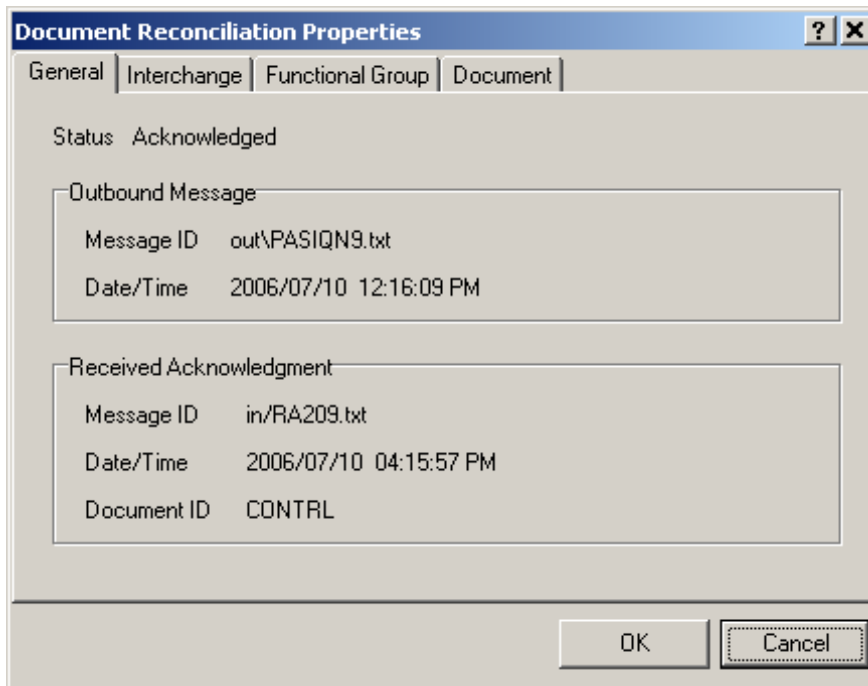 Document Reconciliation Properties
General Interchange Functional Group Document
Status Acknowledged
Outbound Message
Message ID out\PASIQN9.txt
Date/Time 2006/07/10 12:16:09 PM
Received Acknowledgment
Message ID in/RA209.txt
Date/Time 2006/07/10 04:15:57 PM
Document ID CONTRL
OK Cancel